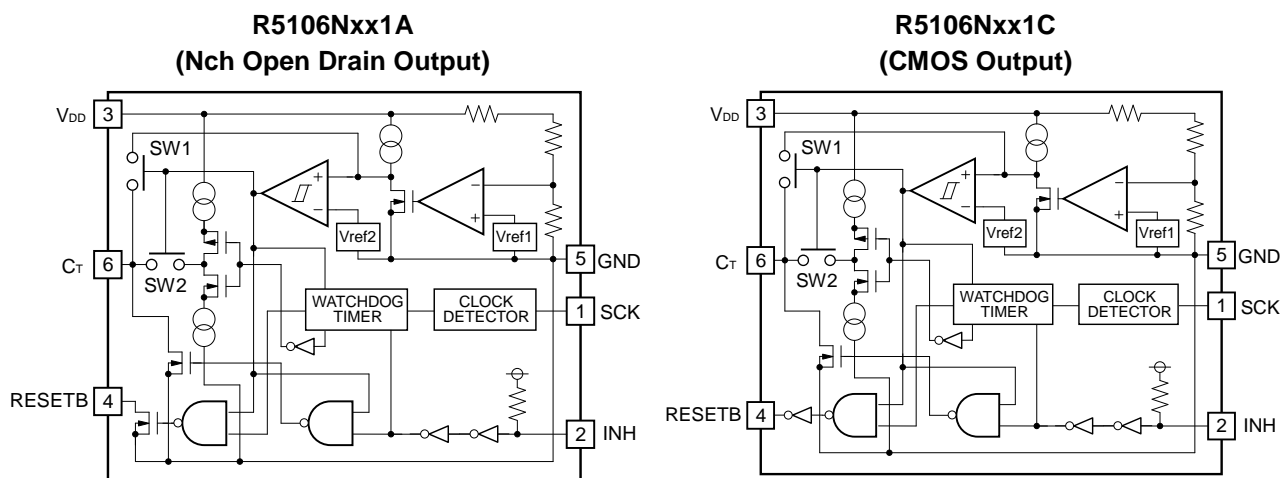 R5106Nxx1A
(Nch Open Drain Output)
VDD 3
SW1
+
−
Vref2
−
+
Vref1
CT 6
SW2
5 GND
WATCHDOG
TIMER
CLOCK
DETECTOR
1 SCK
RESETB 4
2 INH
R5106Nxx1C
(CMOS Output)
VDD 3
SW1
+
−
Vref2
−
+
Vref1
CT 6
SW2
5 GND
WATCHDOG
TIMER
CLOCK
DETECTOR
1 SCK
RESETB 4
2 INH